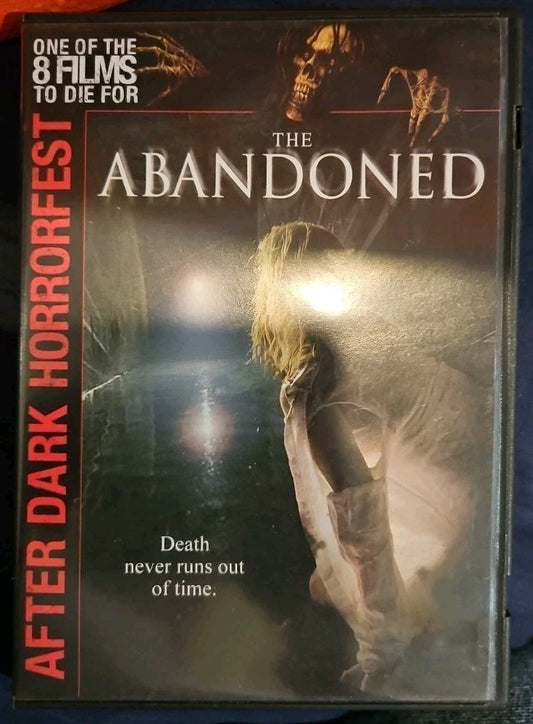 ONE OF THE
8 FILMS
TO DIE FOR
AFTER DARK HORRORFEST
THE
ABANDONED
Death
never runs out
of time.